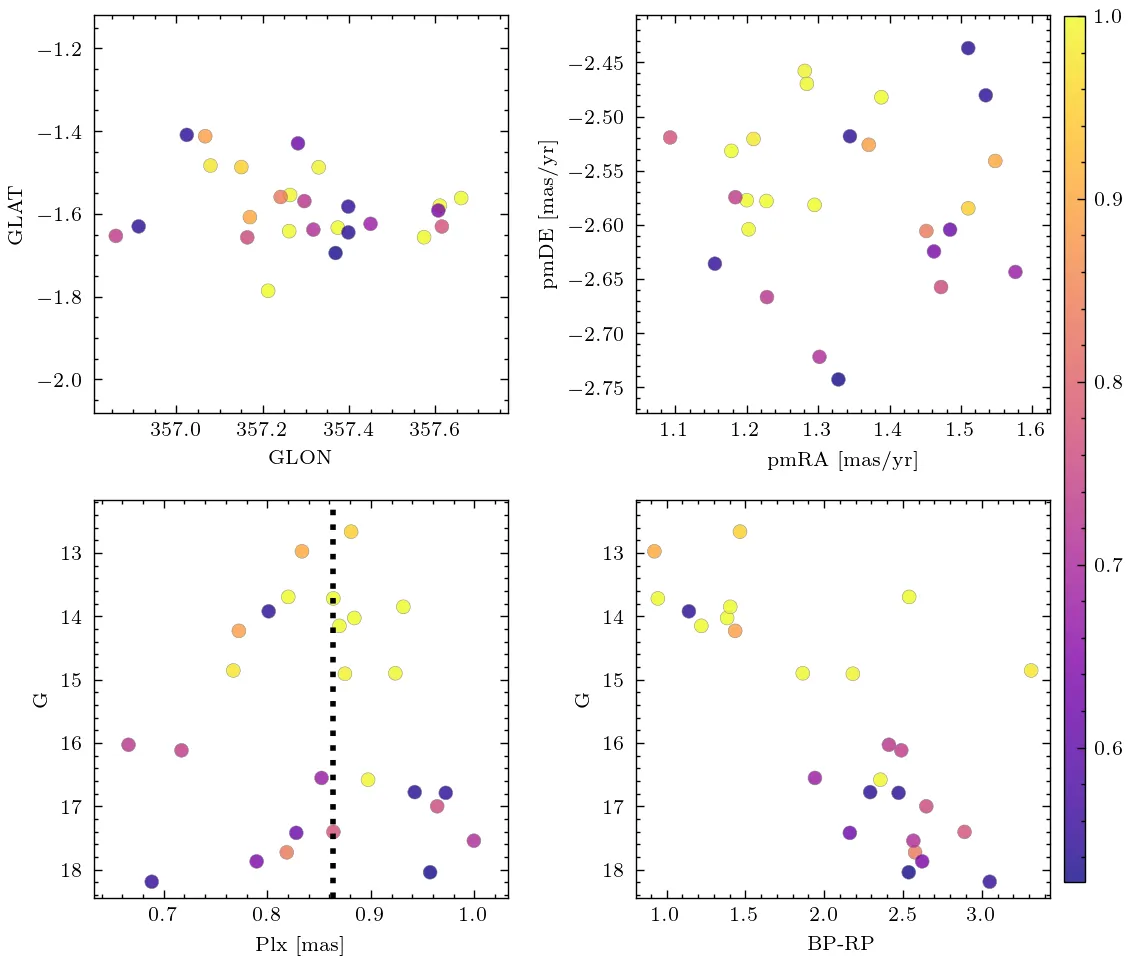 −1.2
−1.4
−1.6
−1.8
−2.0
GLAT
357.0 357.2 357.4 357.6
GLON
−2.45
−2.50
−2.55
−2.60
−2.65
−2.70
−2.75
pmDE [mas/yr]
1.1 1.2 1.3 1.4 1.5 1.6
pmRA [mas/yr]
1.0
0.9
0.8
0.7
0.6
13
14
15
16
17
18
G
0.7 0.8 0.9 1.0
Plx [mas]
13
14
15
16
17
18
G
1.0 1.5 2.0 2.5 3.0
BP-RP